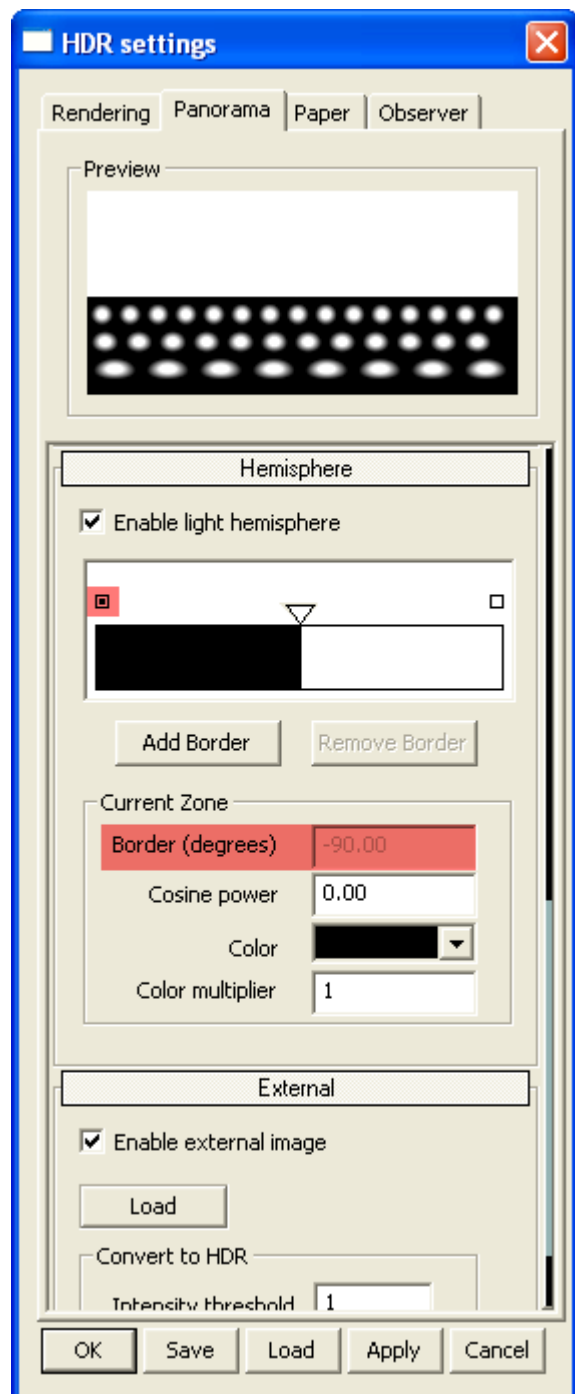 HDR settings
Rendering Panorama Paper Observer
Preview
Hemisphere
Enable light hemisphere
Add Border Remove Border
Current Zone
Border (degrees) -90.00
Cosine power 0.00
Color
Color multiplier 1
External
Enable external image
Load
Convert to HDR
Intensity threshold 1
OK Save Load Apply Cancel